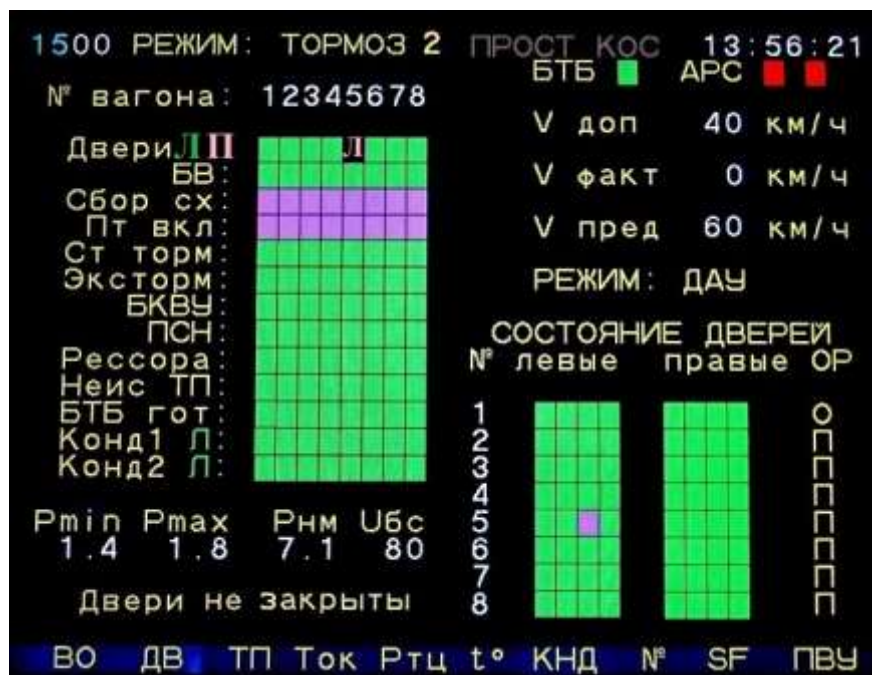 1500 РЕЖИМ: ТОРМОЗ 2 ПРОСТ КОС 13:56:21
БТБ АРС
№ вагона: 12345678
V доп 40 км/ч
Двери Л П Л
БВ:
V факт 0 км/ч
Сбор сх:
Пт вкл:
V пред 60 км/ч
Ст торм:
Эксторм:
РЕЖИМ: ДАУ
БКВУ:
ПСН:
СОСТОЯНИЕ ДВЕРЕЙ
Рессора:
№ левые правые ОР
Неис ТП:
БТБ гот:
1 О
Конд1 Л:
2 П
Конд2 Л:
3 П
4 П
Pmin Pmax Рнм Uбс
5 П
1.4 1.8 7.1 80
6 П
7 П
Двери не закрыты
8 П
ВО ДВ ТП Ток Ртц t° КНД № SF ПВУ